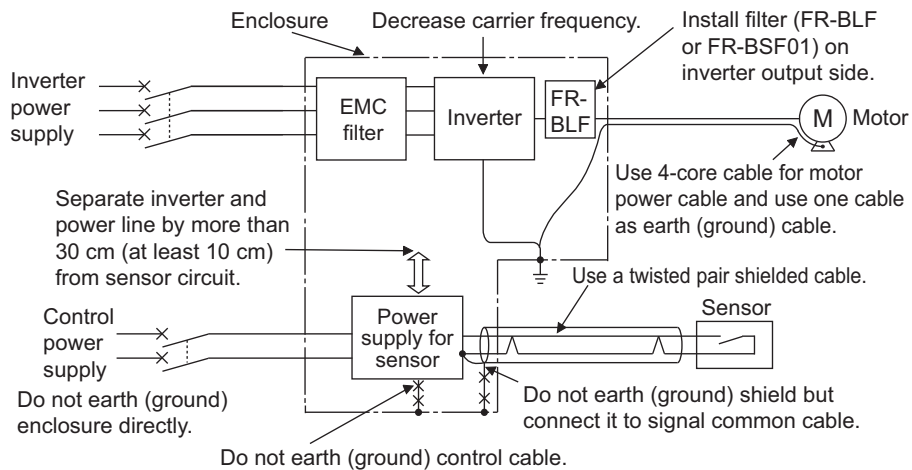 Enclosure
Decrease carrier frequency.
Install filter (FR-BLF
or FR-BSF01) on
inverter output side.
Inverter
power
supply
EMC
filter
Inverter
FR-
BLF
M
Motor
Use 4-core cable for motor
power cable and use one cable
as earth (ground) cable.
Separate inverter and
power line by more than
30 cm (at least 10 cm)
from sensor circuit.
Use a twisted pair shielded cable.
Control
power
supply
Power
supply for
sensor
Sensor
Do not earth (ground)
enclosure directly.
Do not earth (ground) shield but
connect it to signal common cable.
Do not earth (ground) control cable.